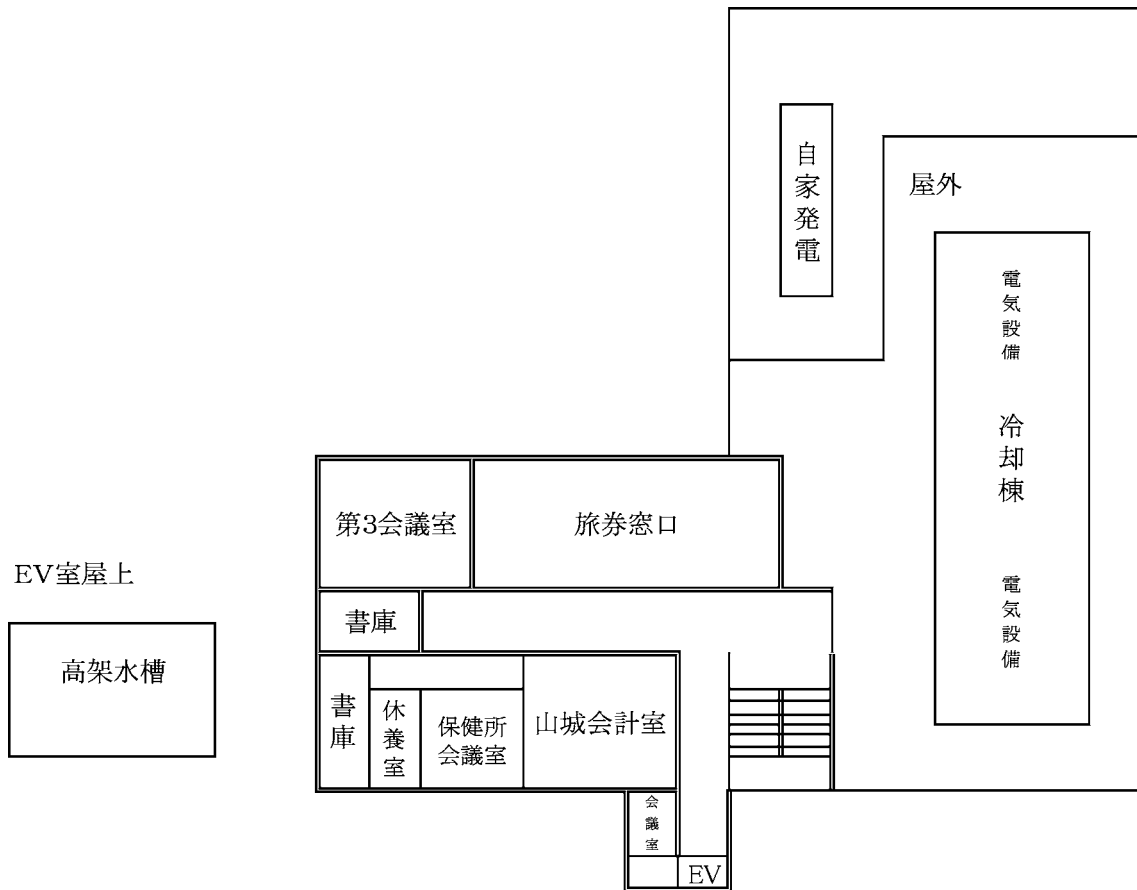 自家発電
屋外
電気設備
冷却棟
電気設備
第3会議室
旅券窓口
EV室屋上
高架水槽
書庫
書庫
休養室
保健所
会議室
山城会計室
会議室
EV